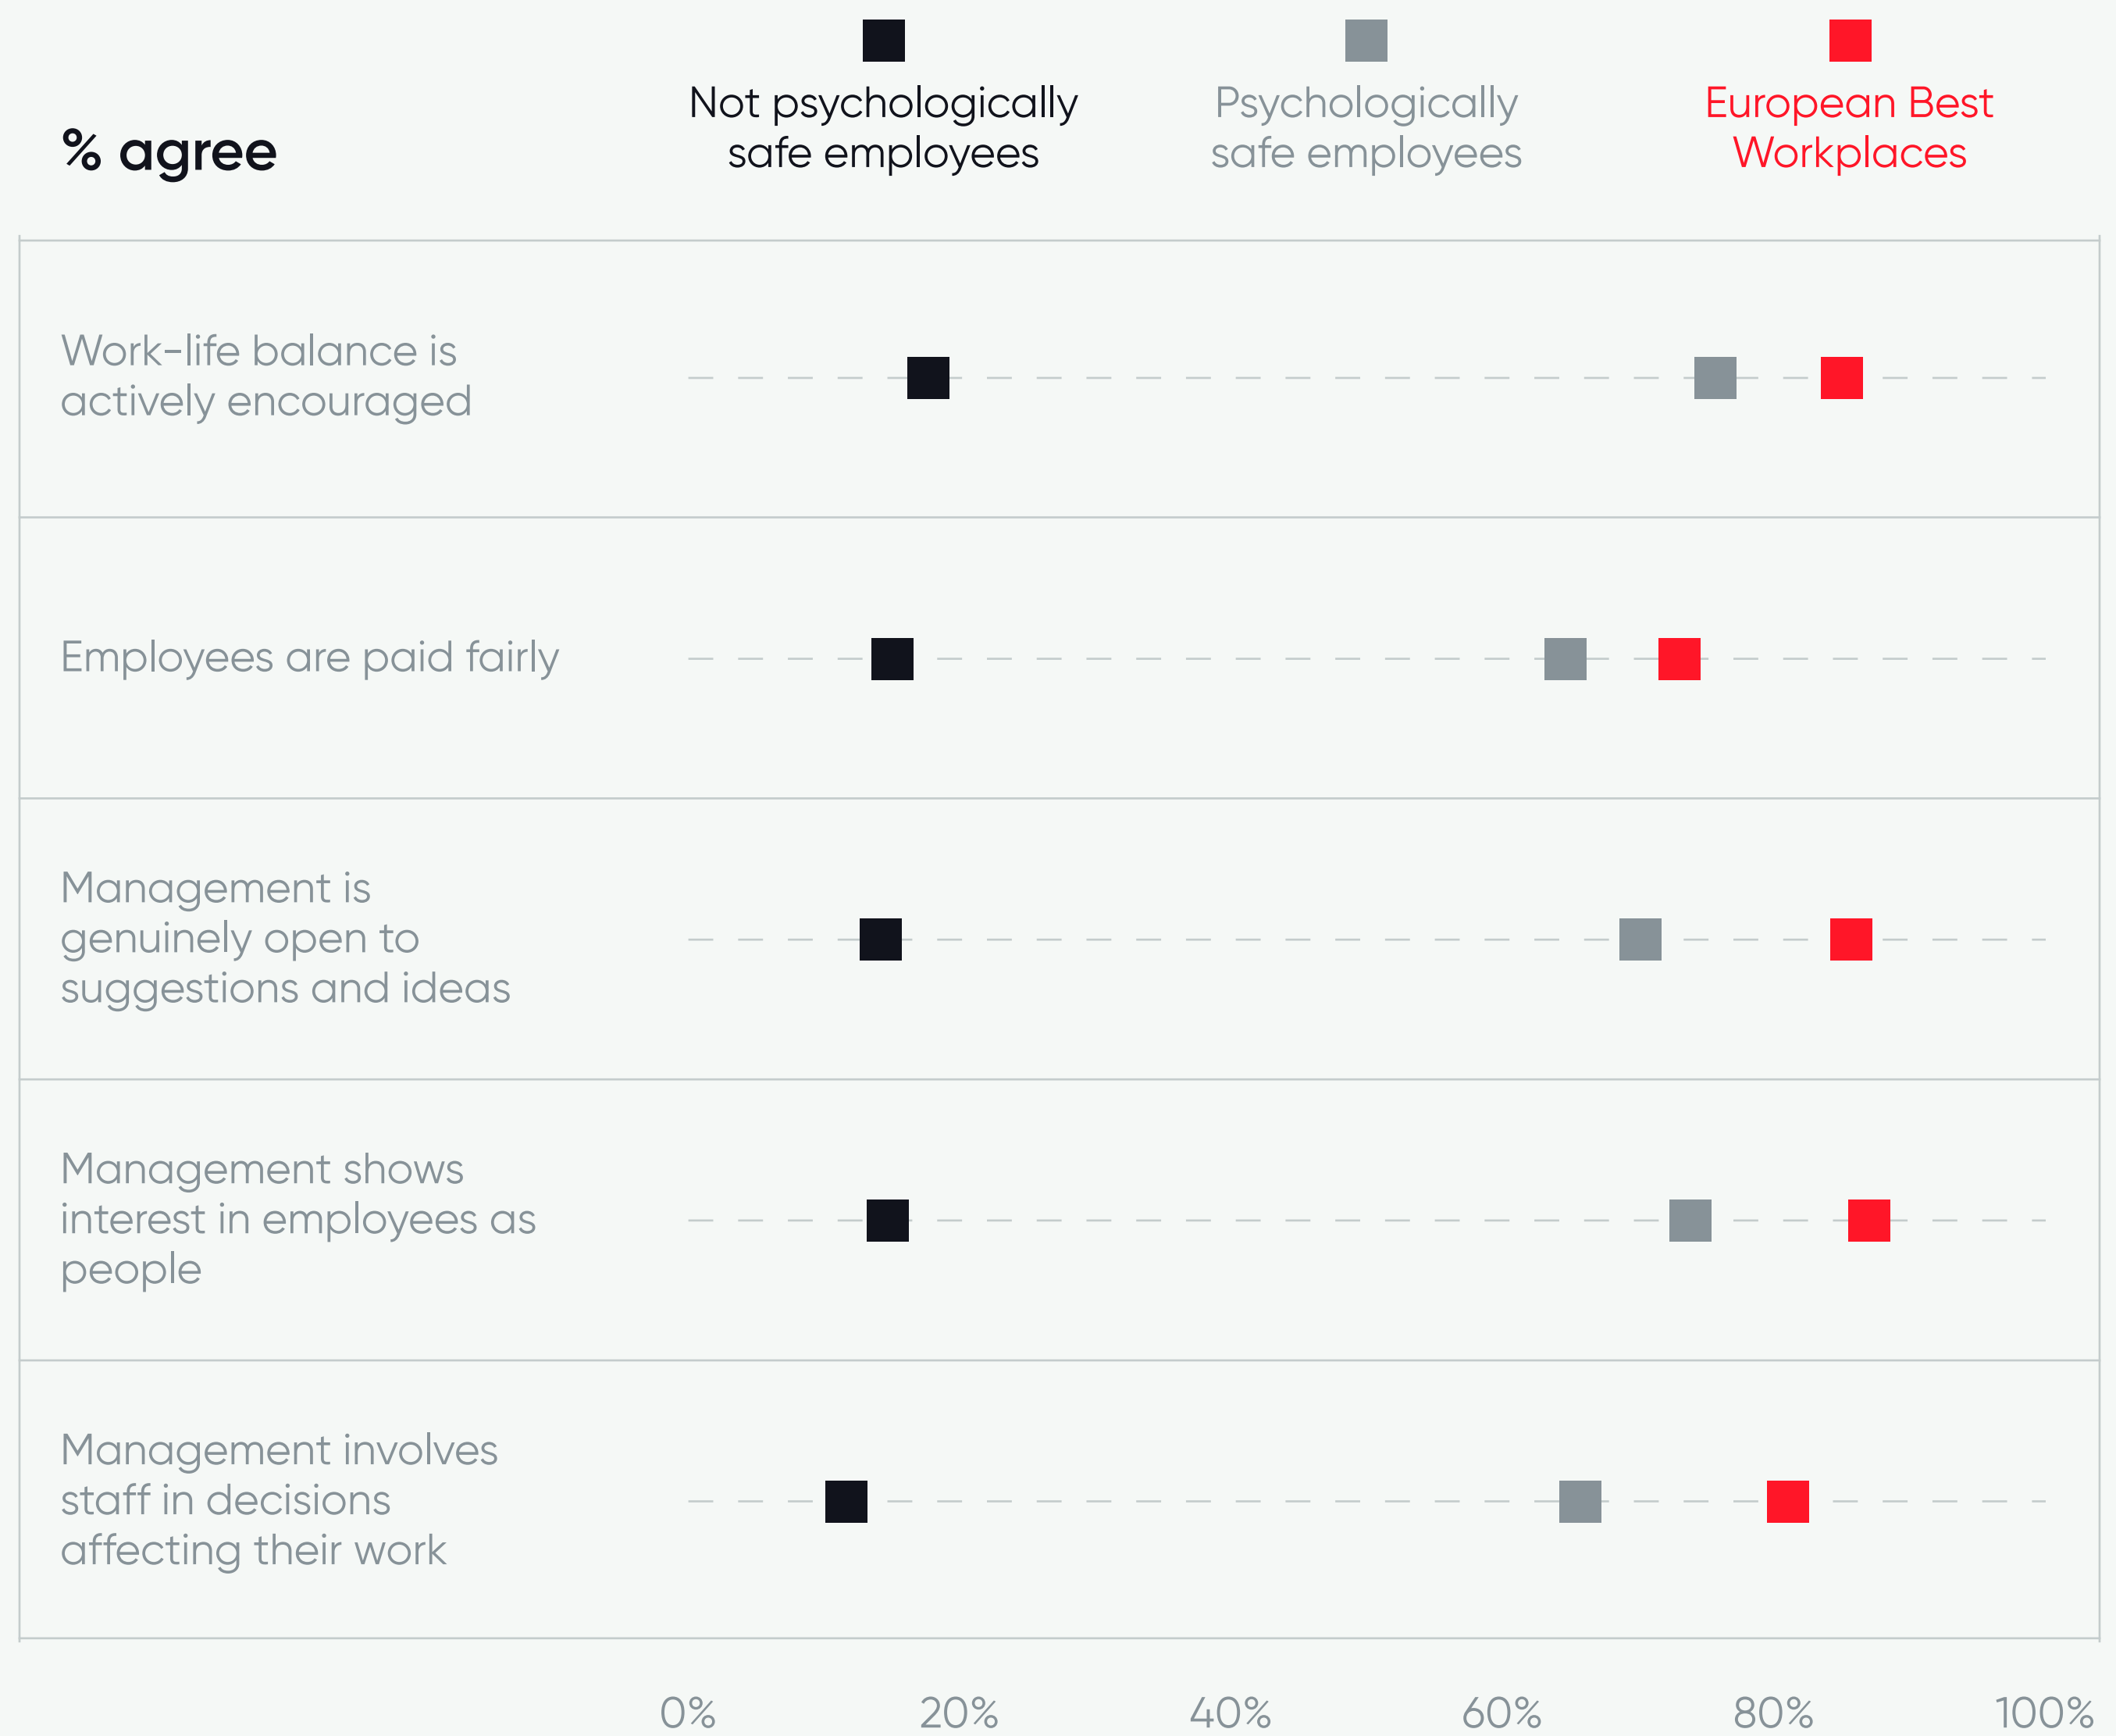 Not psychologically
safe employees
Psychologically
safe employees
European Best
Workplaces
% agree
Work-life balance is
actively encouraged
Employees are paid fairly
Management is
genuinely open to
suggestions and ideas
Management shows
interest in employees as
people
Management involves
staff in decisions
affecting their work
0% 20% 40% 60% 80% 100%